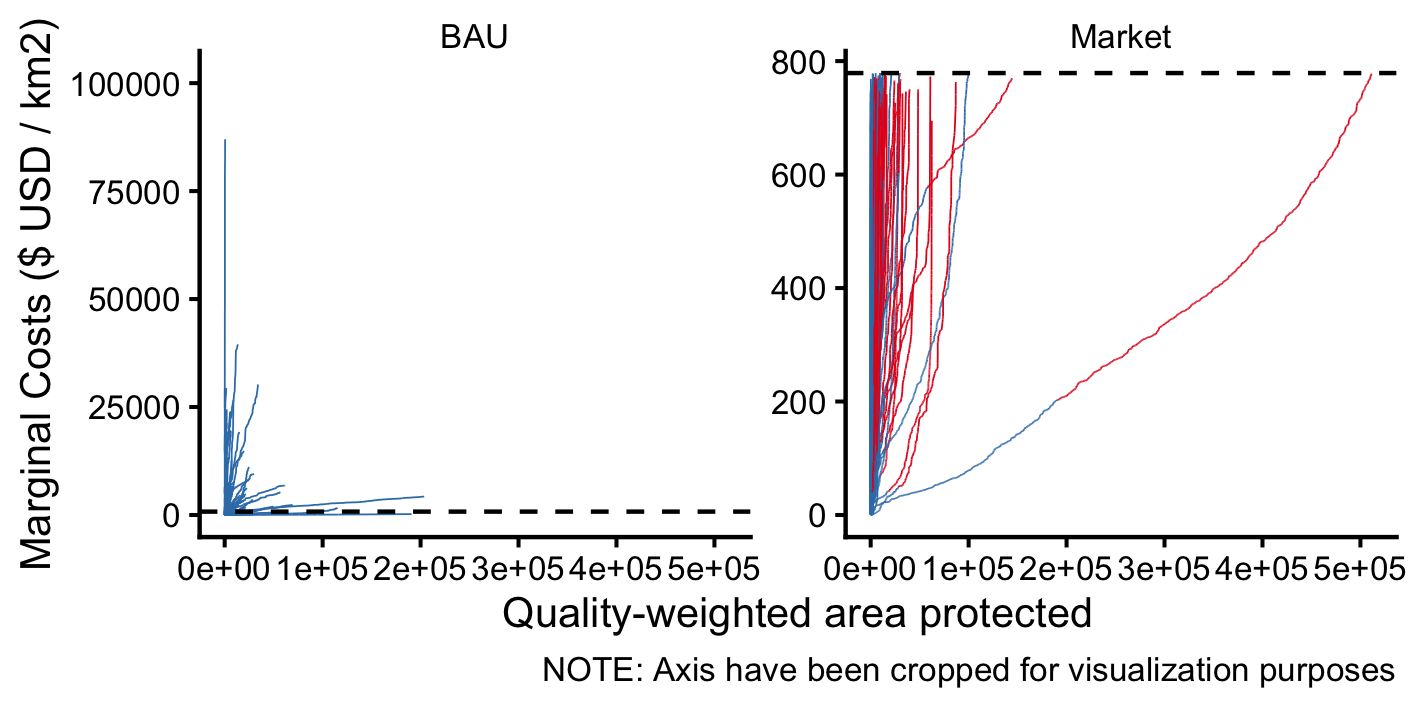 BAU
Market
Marginal Costs ($ USD / km2)
100000
75000
50000
25000
0
800
600
400
200
0
0e+00 1e+05 2e+05 3e+05 4e+05 5e+05
0e+00 1e+05 2e+05 3e+05 4e+05 5e+05
Quality-weighted area protected
NOTE: Axis have been cropped for visualization purposes